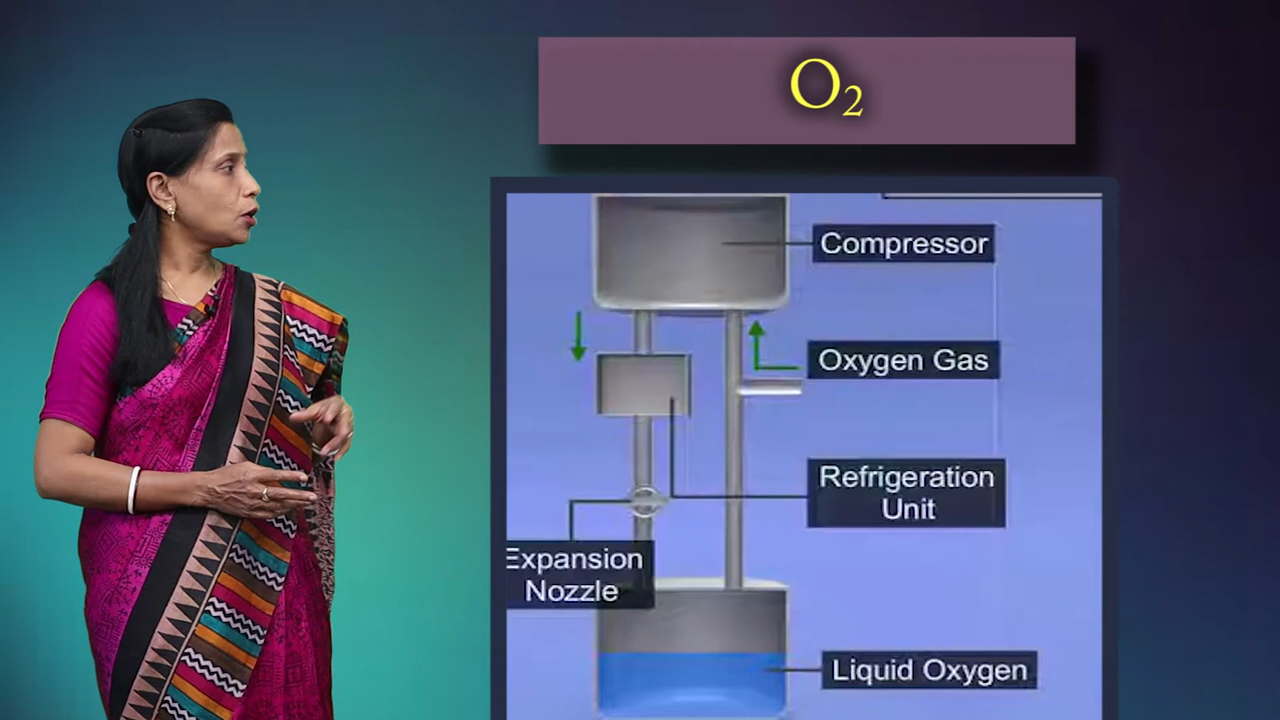 O₂
Compressor
Oxygen Gas
Refrigeration
Unit
Expansion
Nozzle
Liquid Oxygen